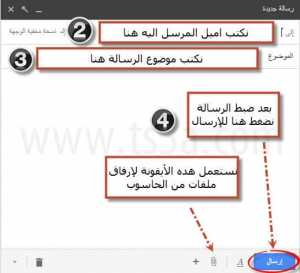 رسالة جديدة
إلى
2 نكتب اميل المرسل اليه هنا
نسخة مخفية الوجهة
الموضوع
3 نكتب موضوع الرسالة هنا
www.ts3a.com
4
بعد ضبط الرسالة
نضغط هنا للإرسال
نستعمل هذه الأيقونة لإرفاق
ملفات من الحاسوب
A
إرسال